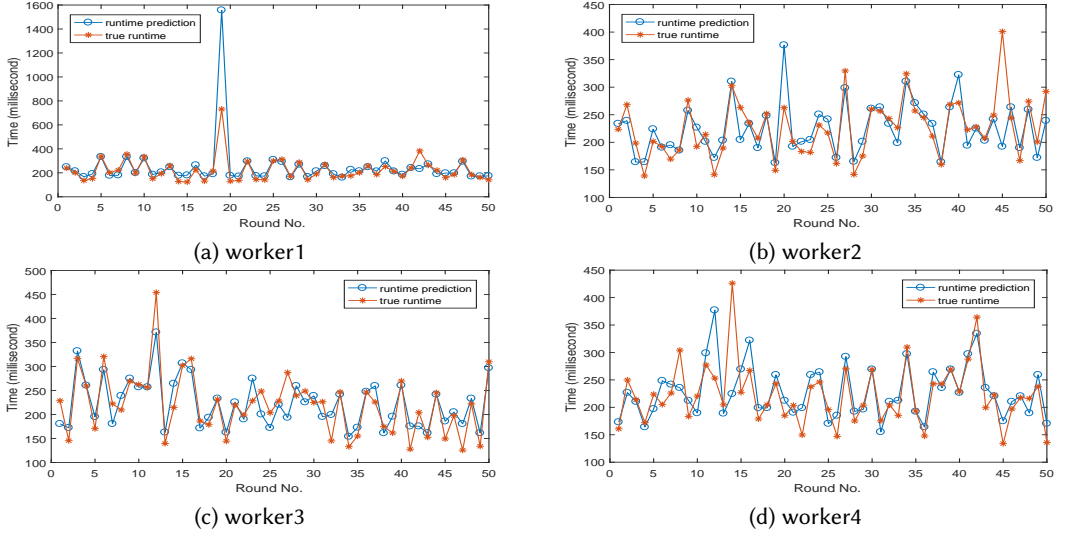 1600
1400
1200
1000
800
600
400
200
0
Time (millisecond)
runtime prediction
true runtime
0 5 10 15 20 25 30 35 40 45 50
Round No.
(a) worker1
450
400
350
300
250
200
150
100
Time (millisecond)
runtime prediction
true runtime
0 5 10 15 20 25 30 35 40 45 50
Round No.
(b) worker2
500
450
400
350
300
250
200
150
100
Time (millisecond)
runtime prediction
true runtime
0 5 10 15 20 25 30 35 40 45 50
Round No.
(c) worker3
450
400
350
300
250
200
150
100
Time (millisecond)
runtime prediction
true runtime
0 5 10 15 20 25 30 35 40 45 50
Round No.
(d) worker4